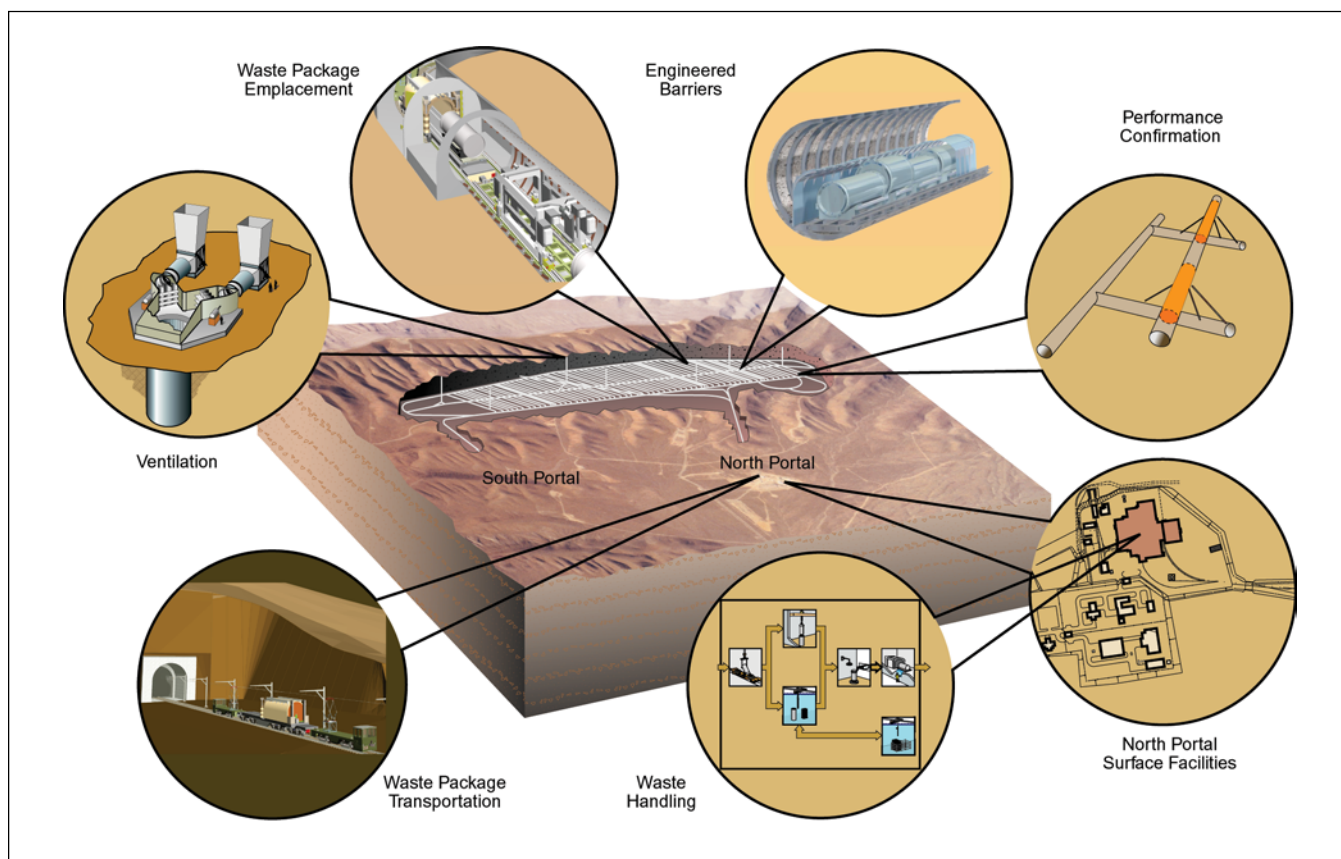 Waste Package
Emplacement
Engineered
Barriers
Performance
Confirmation
Ventilation
South Portal
North Portal
Waste Package
Transportation
Waste
Handling
North Portal
Surface Facilities